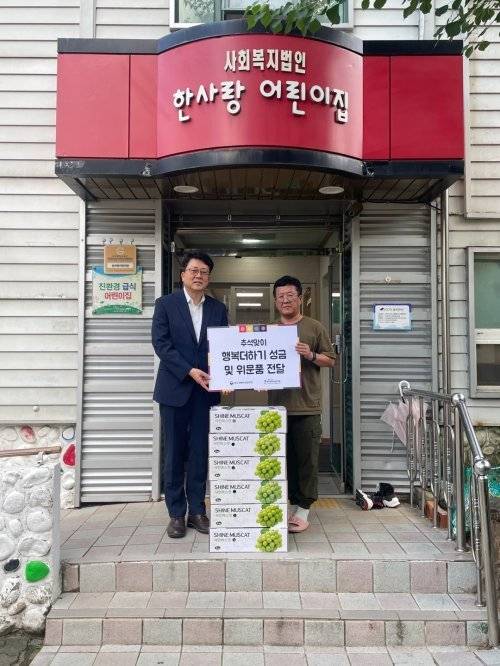 사회복지법인
한사랑 어린이집
친환경 급식
어린이집
추석맞이
행복더하기 성금
및 위문품 전달
SHINE MUSCAT
SHINE MUSCAT
SHINE MUSCAT
SHINE MUSCAT
SHINE MUSCAT
SHINE MUSCAT